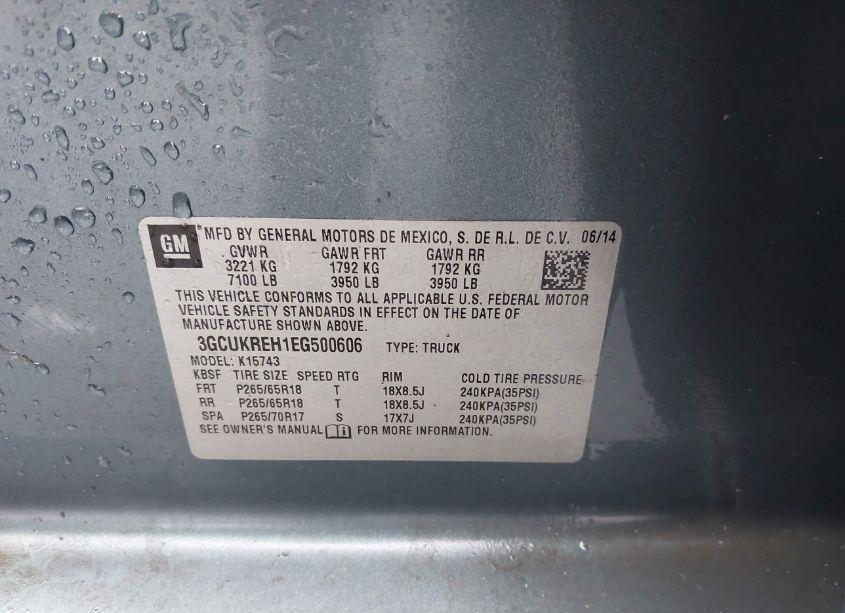 GM MFD BY GENERAL MOTORS DE MEXICO, S. DE R.L. DE C.V. 06/14
GVWR GAWR FRT GAWR RR
3221 KG 1792 KG 1792 KG
7100 LB 3950 LB 3950 LB
THIS VEHICLE CONFORMS TO ALL APPLICABLE U.S. FEDERAL MOTOR
VEHICLE SAFETY STANDARDS IN EFFECT ON THE DATE OF
MANUFACTURE SHOWN ABOVE.
3GCUKREH1EG500606 TYPE: TRUCK
MODEL: K15743
KBSF TIRE SIZE SPEED RTG RIM COLD TIRE PRESSURE
FRT P265/65R18 T 18X8.5J 240KPA(35PSI)
RR P265/65R18 T 18X8.5J 240KPA(35PSI)
SPA P265/70R17 S 17X7J 240KPA(35PSI)
SEE OWNER'S MANUAL FOR MORE INFORMATION.